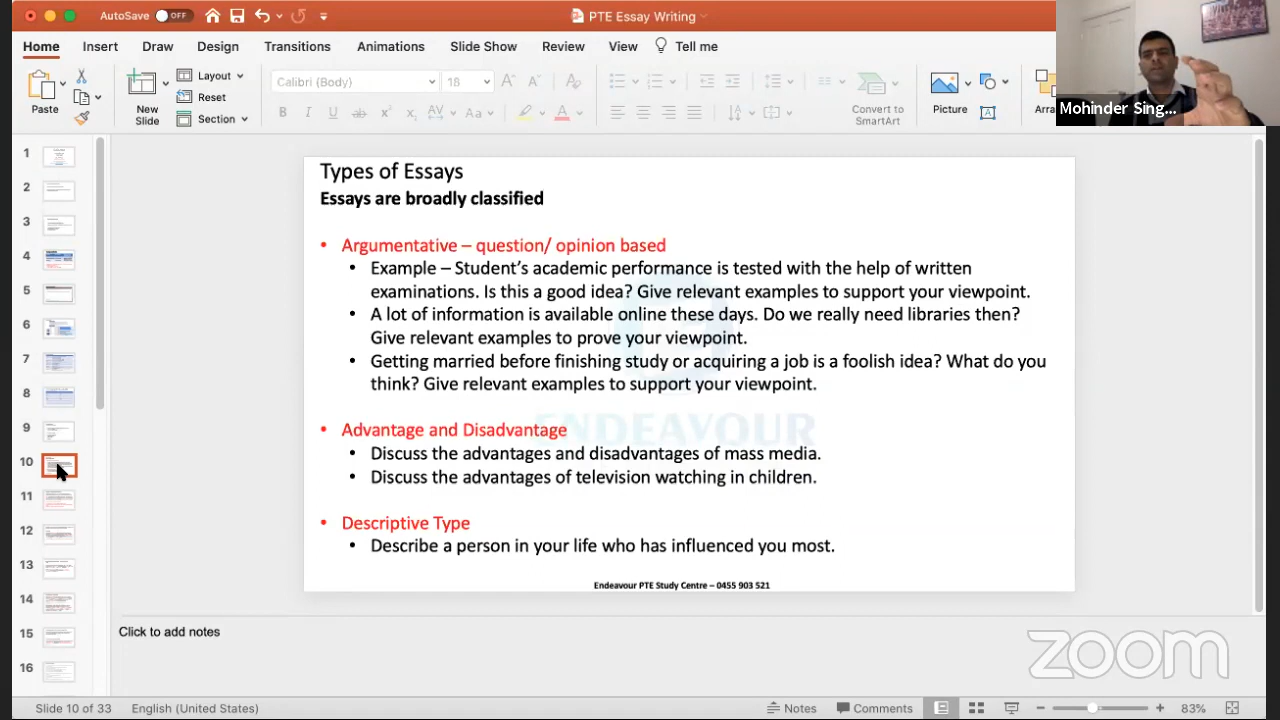 AutoSave OFF
PTE Essay Writing
Home Insert Draw Design Transitions Animations Slide Show Review View Tell me
Paste
New
Slide
Layout
Reset
Section
Calibri (Body) 18
Convert to
SmartArt
Picture
Arra
Mohinder Sing...
1
2
3
4
5
6
7
8
9
10
11
12
13
14
15
16
Types of Essays
Essays are broadly classified
• Argumentative – question/ opinion based
• Example – Student's academic performance is tested with the help of written
examinations. Is this a good idea? Give relevant examples to support your viewpoint.
• A lot of information is available online these days. Do we really need libraries then?
Give relevant examples to prove your viewpoint.
• Getting married before finishing study or acquiring a job is a foolish idea? What do you
think? Give relevant examples to support your viewpoint.
ENDEAVOUR
• Advantage and Disadvantage
• Discuss the advantages and disadvantages of mass media.
• Discuss the advantages of television watching in children.
• Descriptive Type
• Describe a person in your life who has influenced you most.
Endeavour PTE Study Centre – 0455 903 521
Click to add notes
zoom
Slide 10 of 33 English (United States) Notes Comments 83%